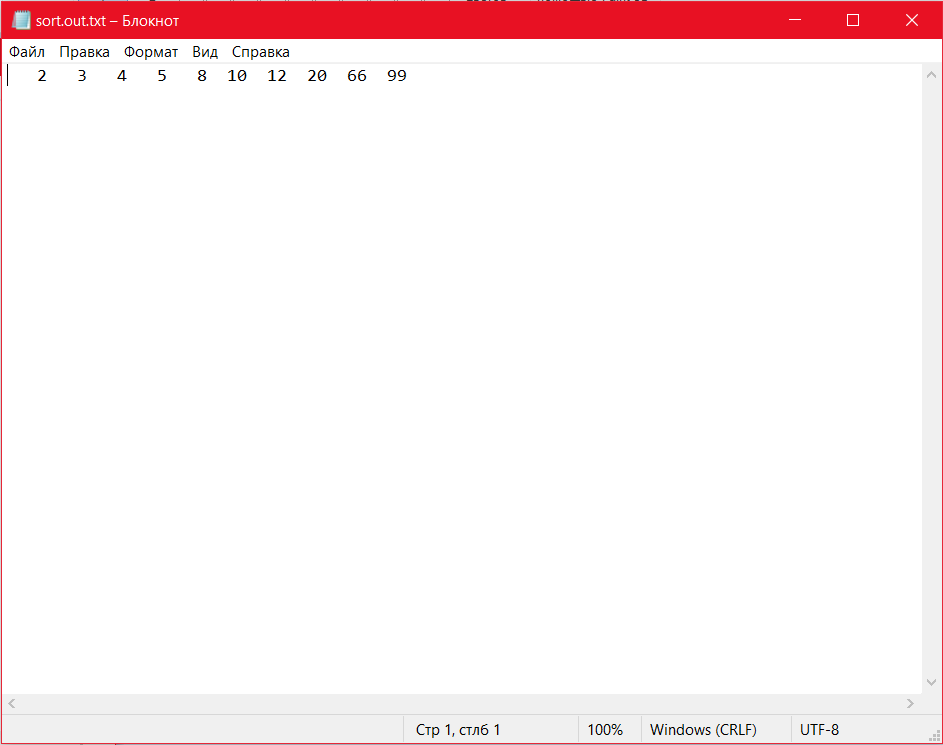 sort.out.txt – Блокнот
Файл Правка Формат Вид Справка
2 3 4 5 8 10 12 20 66 99
Стр 1, стлб 1 100% Windows (CRLF) UTF-8